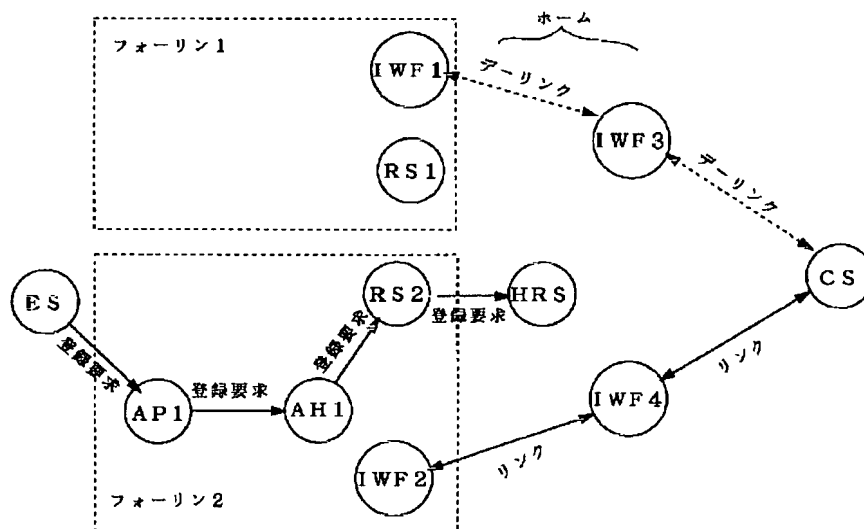 ホーム
フォーリン1
IWF1
デーリンク
IWF3
RS1
デーリンク
CS
ES
RS2
HRS
登録要求
登録要求
登録要求
登録要求
リンク
AP1
AH1
IWF4
IWF2
リンク
フォーリン2